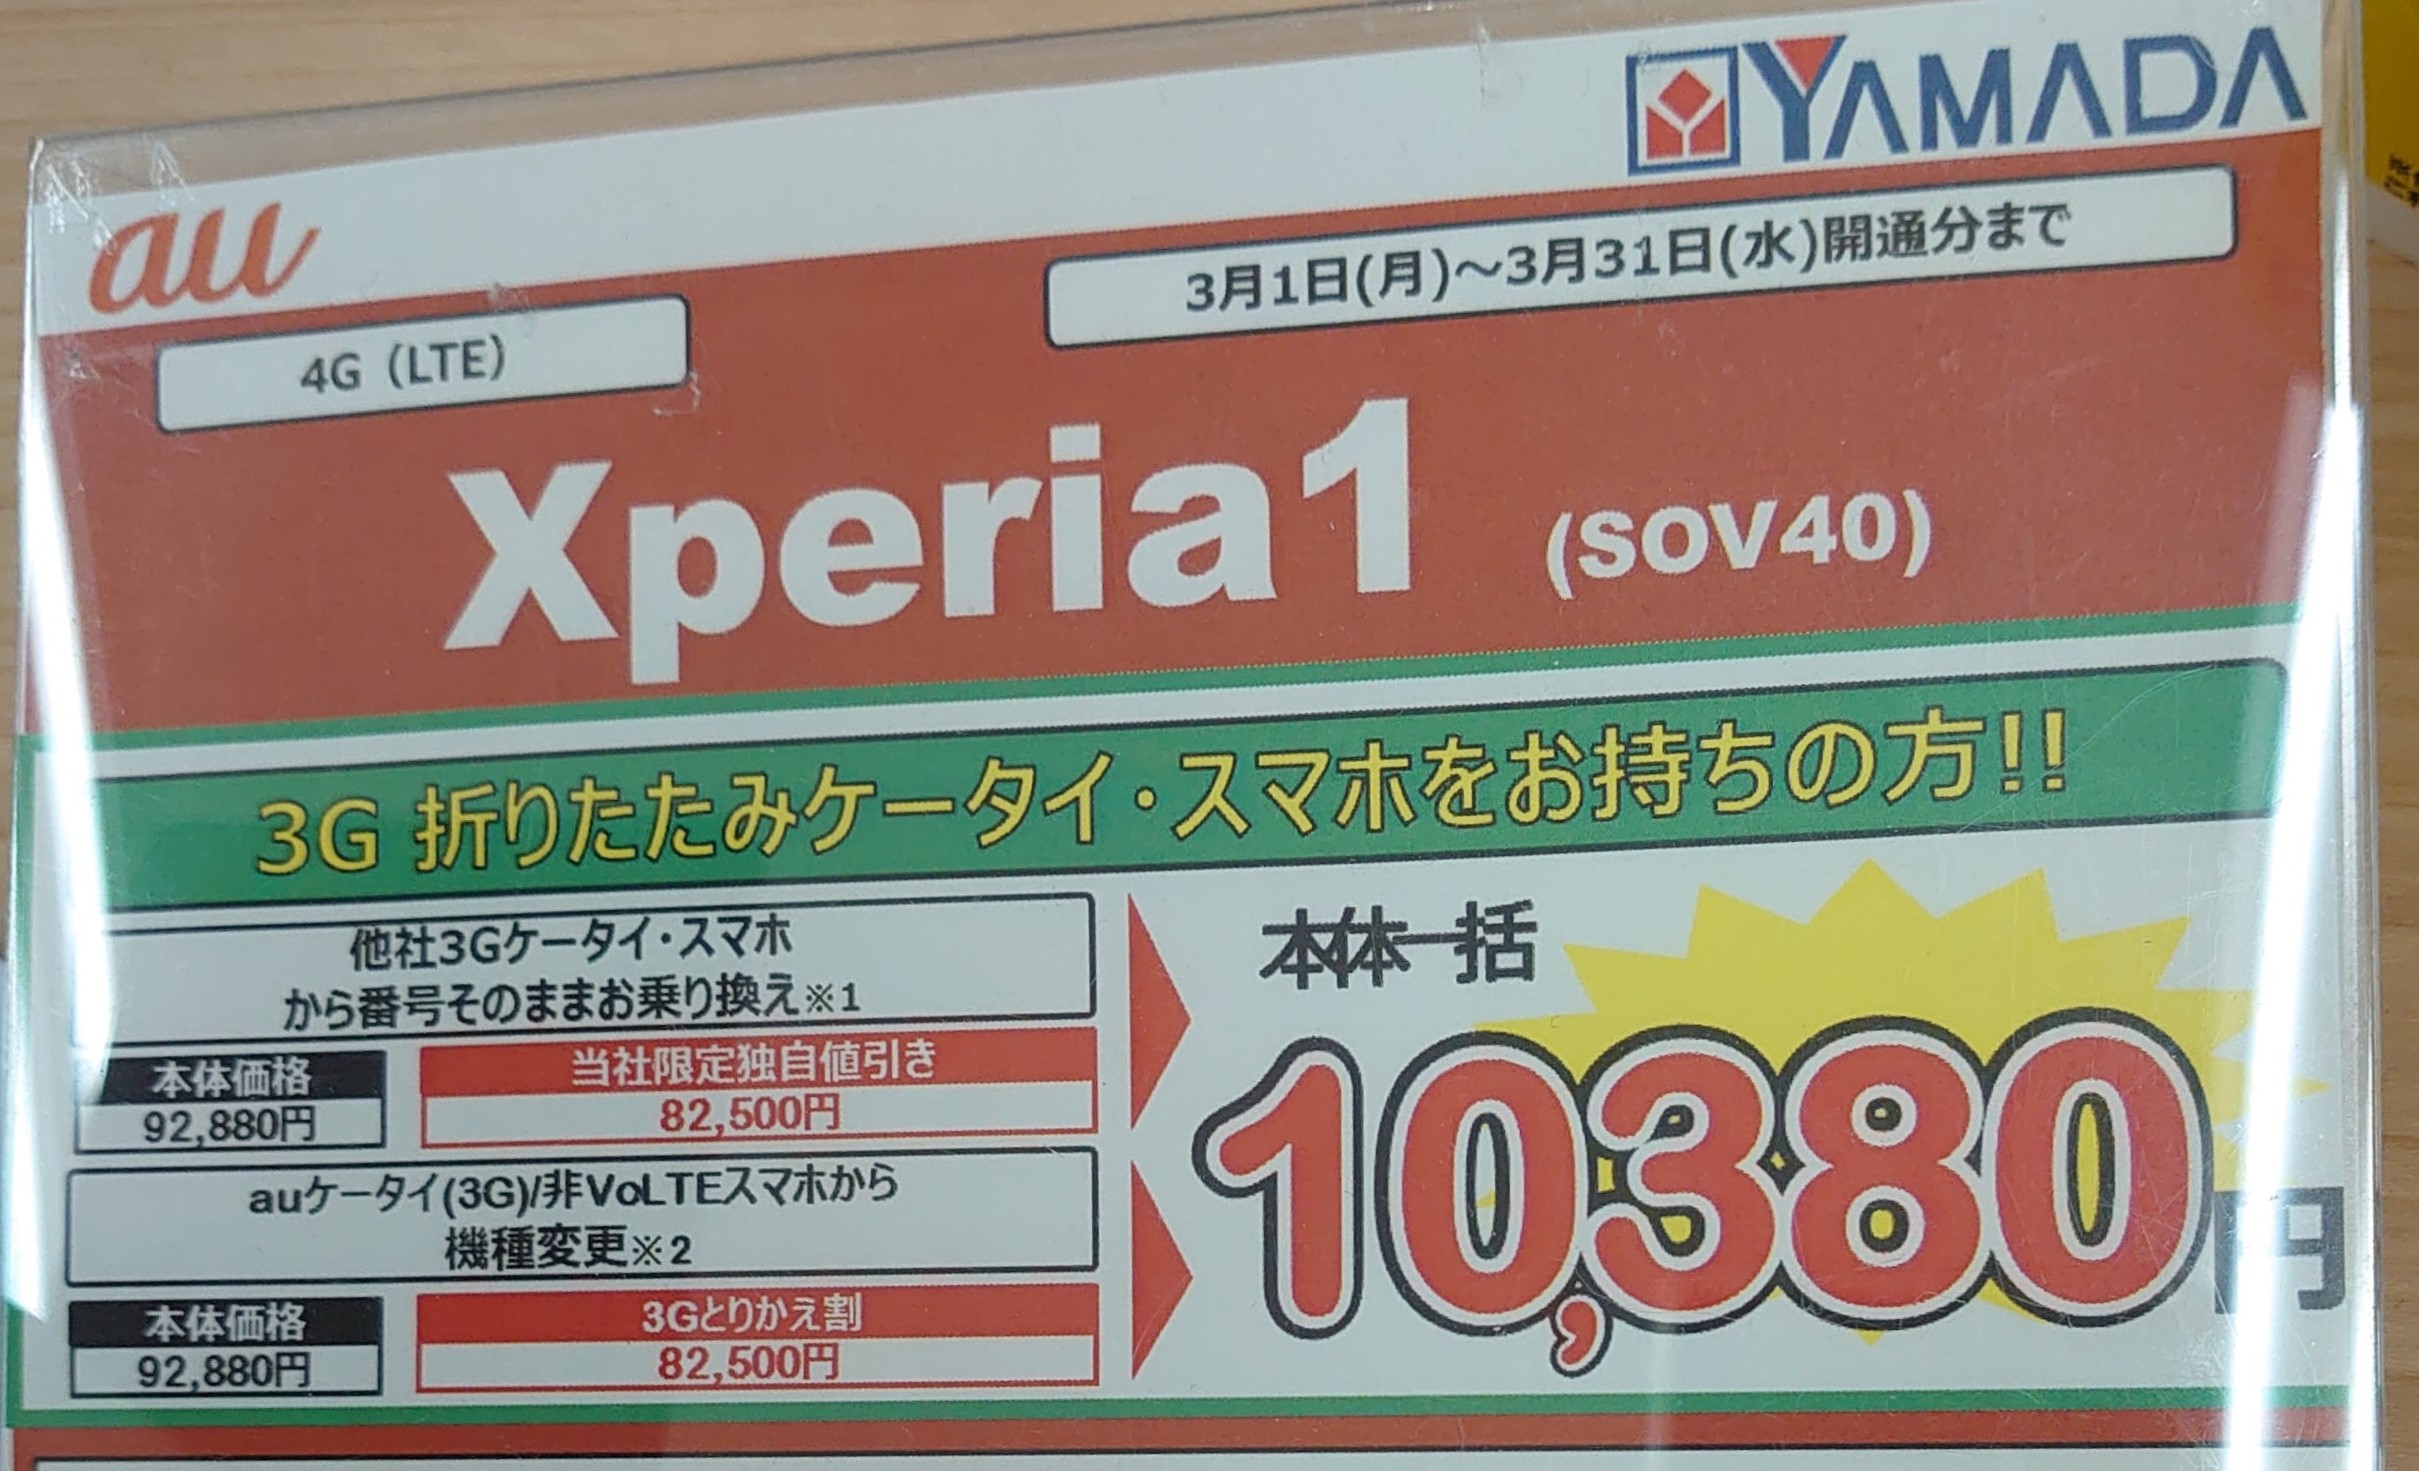 YAMADA
au
3月1日(月)～3月31日(水)開通分まで
4G（LTE）
Xperia1 (SOV40)
3G 折りたたみケータイ・スマホをお持ちの方!!
他社3Gケータイ・スマホ
から番号そのままお乗り換え※1
本体価格 当社限定独自値引き
92,880円 82,500円
auケータイ(3G)/非VoLTEスマホから
機種変更※2
本体価格 3Gとりかえ割
92,880円 82,500円
本体一括
10,380円